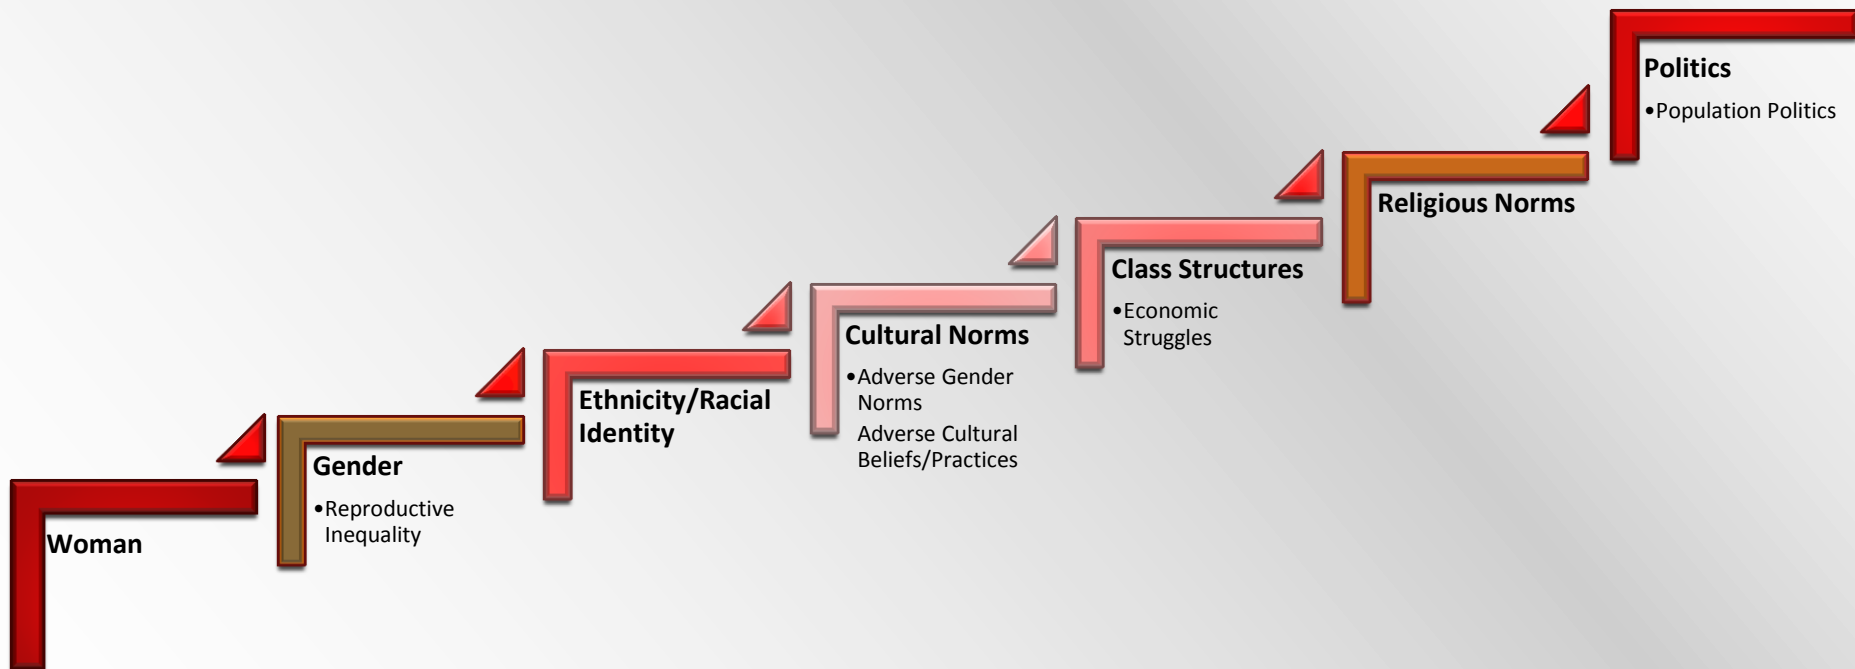 Woman
Gender
•Reproductive
Inequality
Ethnicity/Racial
Identity
Cultural Norms
•Adverse Gender
Norms
Adverse Cultural
Beliefs/Practices
Class Structures
•Economic
Struggles
Religious Norms
Politics
•Population Politics